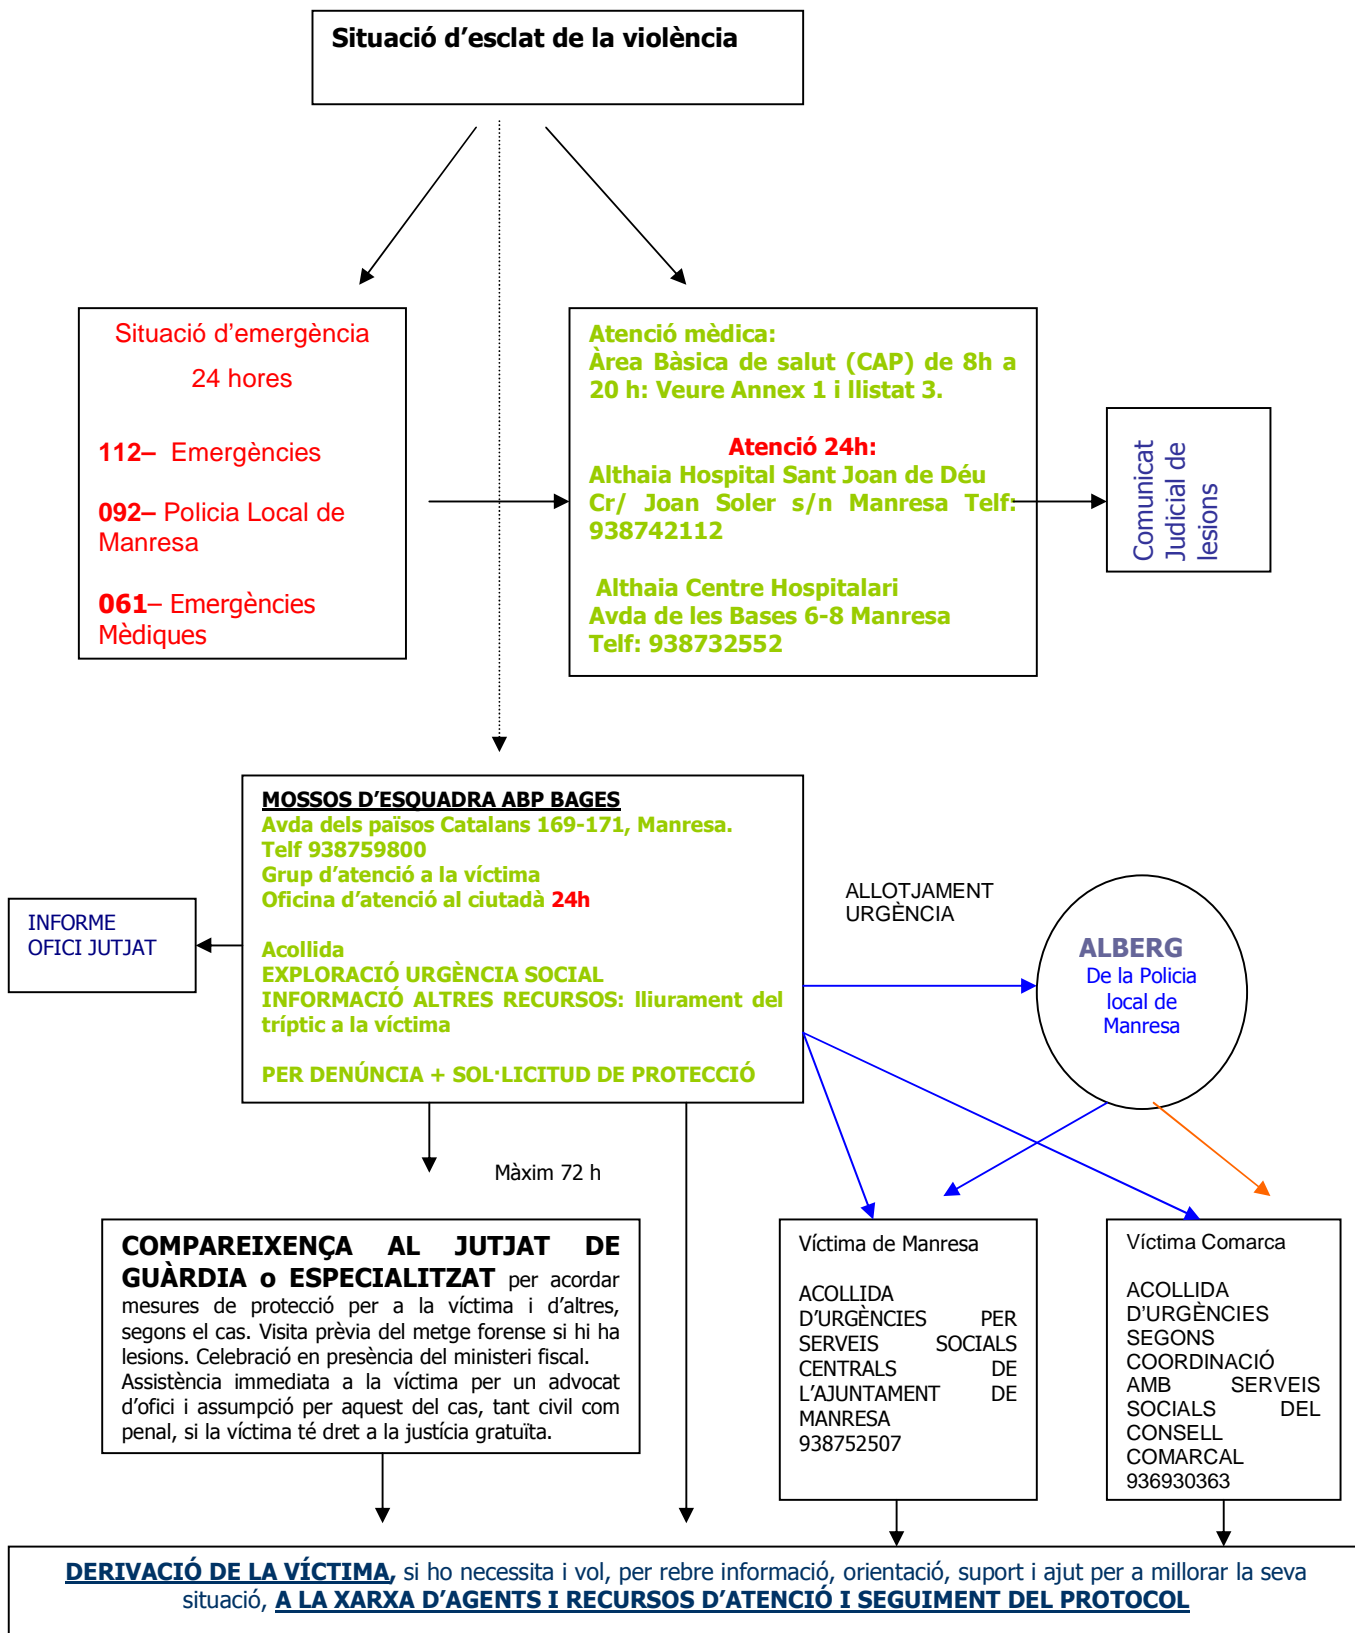 Situació d’esclat de la violència
Situació d’emergència
24 hores
112– Emergències
092– Policia Local de
Manresa
061– Emergències
Mèdiques
Atenció mèdica:
Àrea Bàsica de salut (CAP) de 8h a
20 h: Veure Annex 1 i llistat 3.
Atenció 24h:
Althaia Hospital Sant Joan de Déu
Cr/ Joan Soler s/n Manresa Telf:
938742112
Althaia Centre Hospitalari
Avda de les Bases 6-8 Manresa
Telf: 938732552
Comunicat
Judicial de
lesions
MOSSOS D’ESQUADRA ABP BAGES
Avda dels països Catalans 169-171, Manresa.
Telf 938759800
Grup d’atenció a la víctima
Oficina d’atenció al ciutadà 24h
Acollida
EXPLORACIÓ URGÈNCIA SOCIAL
INFORMACIÓ ALTRES RECURSOS: lliurament del
tríptic a la víctima
PER DENÚNCIA + SOL·LICITUD DE PROTECCIÓ
INFORME
OFICI JUTJAT
ALLOTJAMENT
URGÈNCIA
ALBERG
De la Policia
local de
Manresa
Màxim 72 h
COMPAREIXENÇA AL JUTJAT DE
GUÀRDIA o ESPECIALITZAT per acordar
mesures de protecció per a la víctima i d’altres,
segons el cas. Visita prèvia del metge forense si hi ha
lesions. Celebració en presència del ministeri fiscal.
Assistència immediata a la víctima per un advocat
d’ofici i assumpció per aquest del cas, tant civil com
penal, si la víctima té dret a la justícia gratuïta.
Víctima de Manresa
ACOLLIDA
D’URGÈNCIES PER
SERVEIS SOCIALS
CENTRALS DE
L’AJUNTAMENT DE
MANRESA
938752507
Víctima Comarca
ACOLLIDA
D’URGÈNCIES
SEGONS
COORDINACIÓ
AMB SERVEIS
SOCIALS DEL
CONSELL
COMARCAL
936930363
DERIVACIÓ DE LA VÍCTIMA, si ho necessita i vol, per rebre informació, orientació, suport i ajut per a millorar la seva
situació, A LA XARXA D’AGENTS I RECURSOS D’ATENCIÓ I SEGUIMENT DEL PROTOCOL